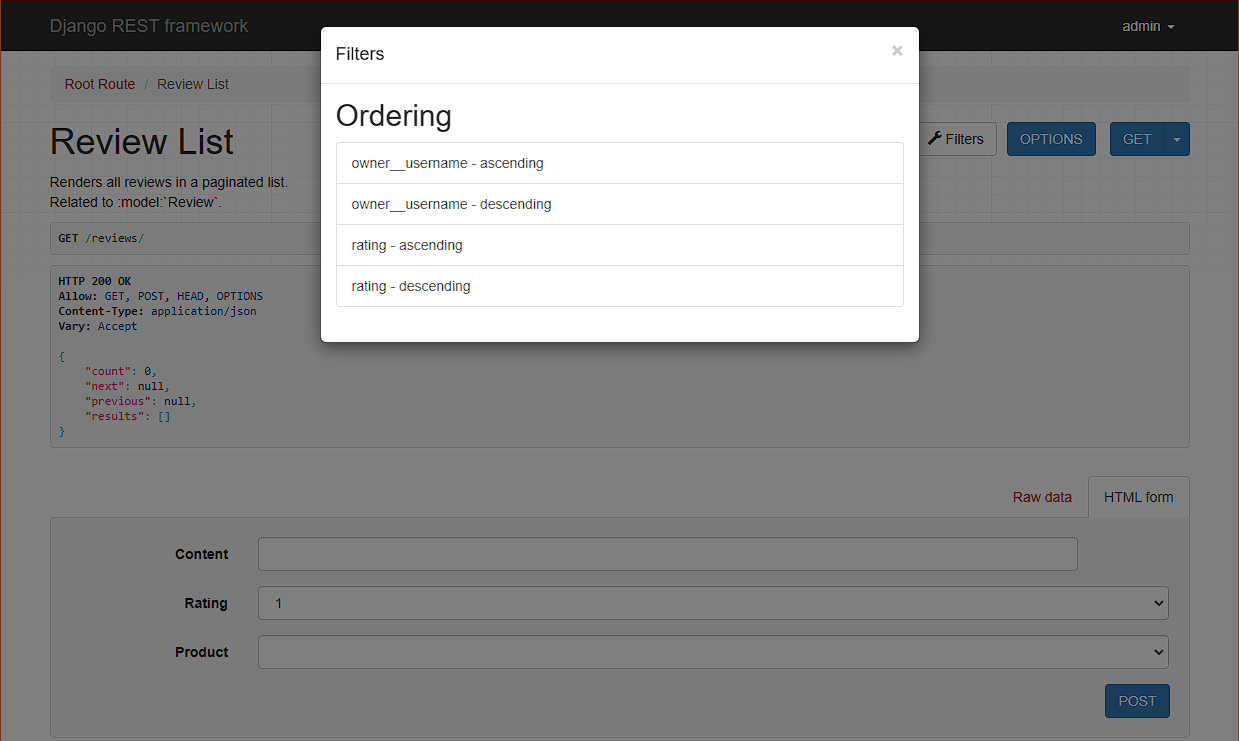 Django REST framework
admin
Filters
×
Root Route / Review List
Ordering
Review List
Filters
OPTIONS
GET
owner__username - ascending
owner__username - descending
rating - ascending
rating - descending
Renders all reviews in a paginated list.
Related to :model:`Review`.
GET /reviews/
HTTP 200 OK
Allow: GET, POST, HEAD, OPTIONS
Content-Type: application/json
Vary: Accept
{
    "count": 0,
    "next": null,
    "previous": null,
    "results": []
}
Raw data
HTML form
Content
Rating
1
Product
POST